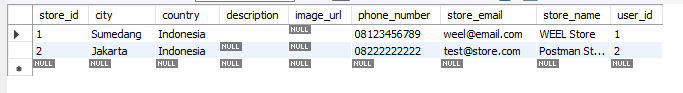 store_id city country description image_url phone_number store_email store_name user_id
1 Sumedang Indonesia NULL 08123456789 weel@email.com WEEL Store 1
2 Jakarta Indonesia NULL NULL 08222222222 test@store.com Postman St... 2
NULL NULL NULL NULL NULL NULL NULL NULL NULL